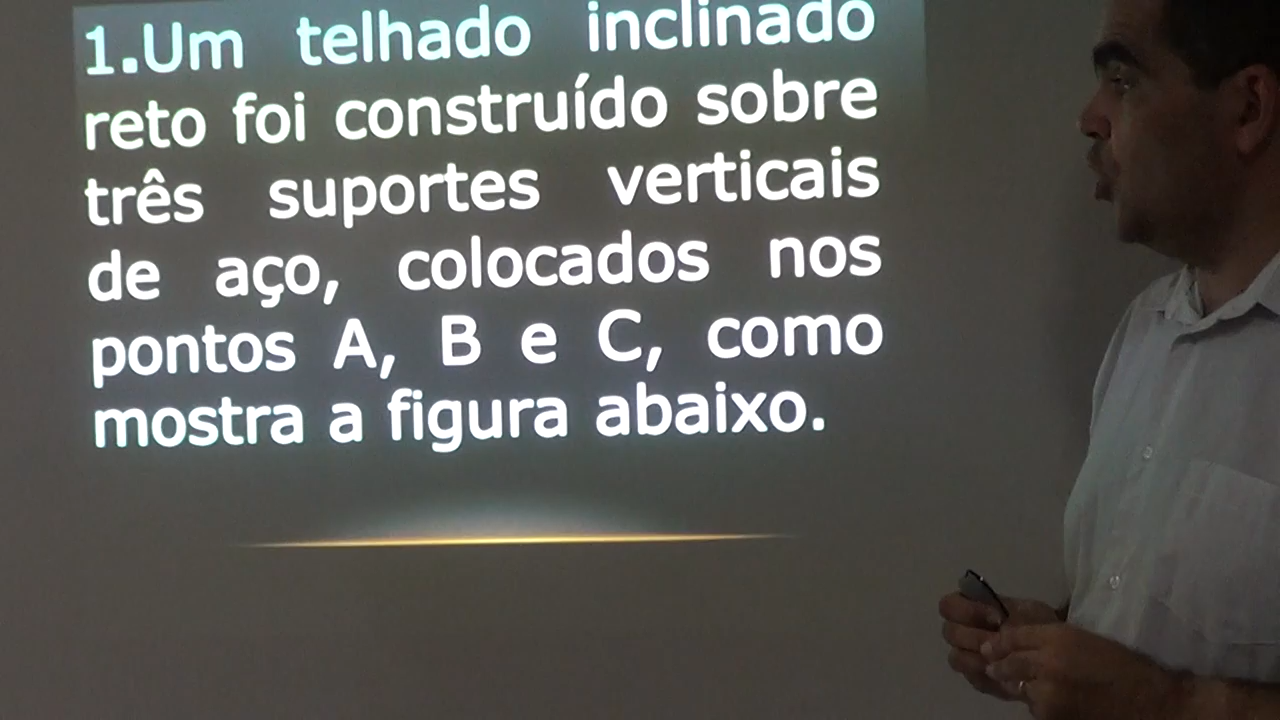 1.Um telhado inclinado
reto foi construído sobre
três suportes verticais
de aço, colocados nos
pontos A, B e C, como
mostra a figura abaixo.